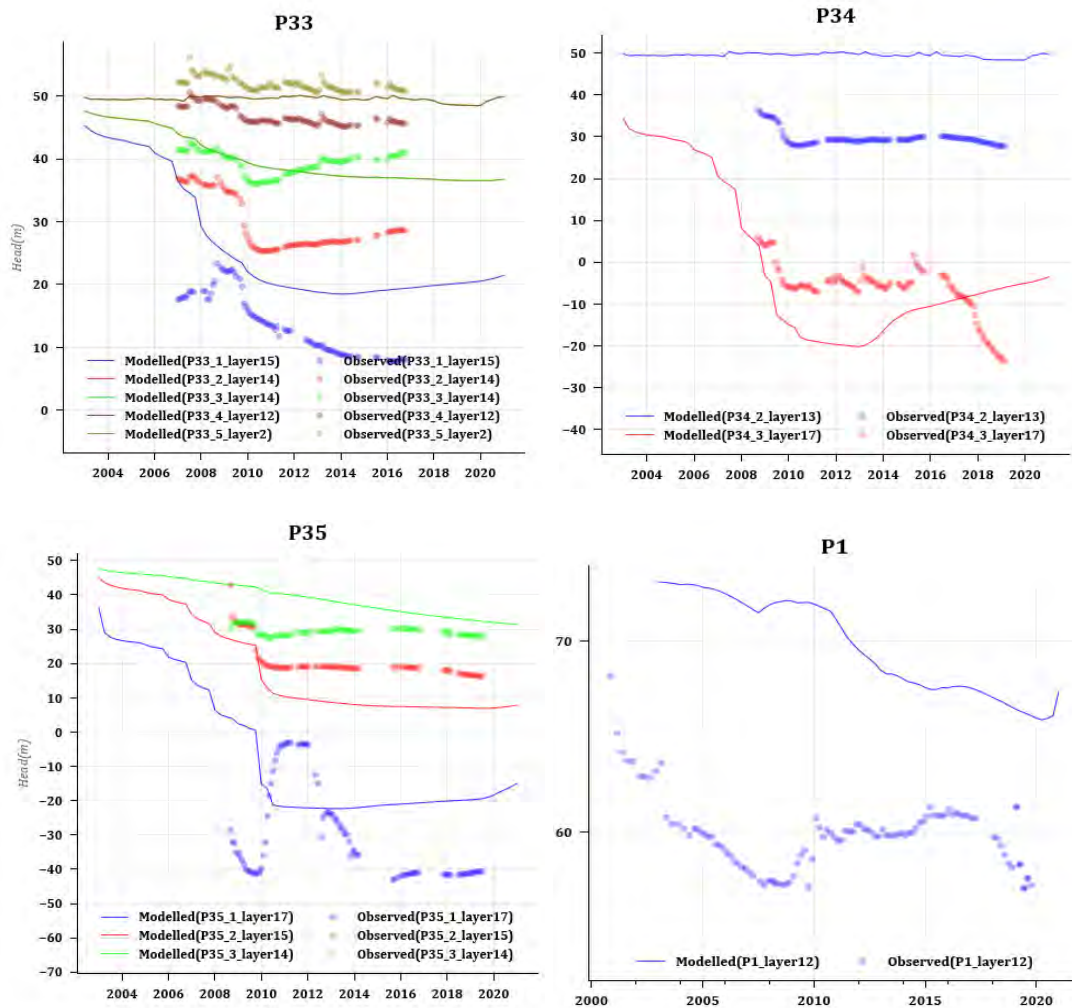 P33
50
40
30
20
10
0
Head(m)
Modelled(P33_1_layer15) Observed(P33_1_layer15)
Modelled(P33_2_layer14) Observed(P33_2_layer14)
Modelled(P33_3_layer14) Observed(P33_3_layer14)
Modelled(P33_4_layer12) Observed(P33_4_layer12)
Modelled(P33_5_layer2) Observed(P33_5_layer2)
2004 2006 2008 2010 2012 2014 2016 2018 2020
P34
50
40
30
20
10
0
−10
−20
−30
−40
Modelled(P34_2_layer13) Observed(P34_2_layer13)
Modelled(P34_3_layer17) Observed(P34_3_layer17)
2004 2006 2008 2010 2012 2014 2016 2018 2020
P35
50
40
30
20
10
0
−10
−20
−30
−40
−50
−60
−70
Head(m)
Modelled(P35_1_layer17) Observed(P35_1_layer17)
Modelled(P35_2_layer15) Observed(P35_2_layer15)
Modelled(P35_3_layer14) Observed(P35_3_layer14)
2004 2006 2008 2010 2012 2014 2016 2018 2020
P1
70
60
Modelled(P1_layer12) Observed(P1_layer12)
2000 2005 2010 2015 2020